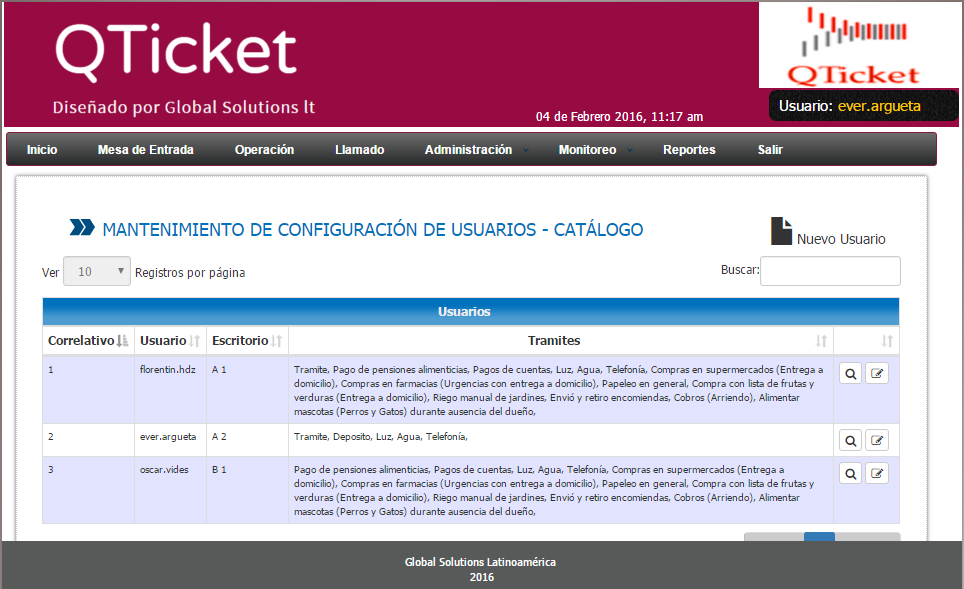 QTicket
Diseñado por Global Solutions lt
04 de Febrero 2016, 11:17 am
QTicket
Usuario: ever.argueta
Inicio Mesa de Entrada Operación Llamado Administración Monitoreo Reportes Salir
MANTENIMIENTO DE CONFIGURACIÓN DE USUARIOS - CATÁLOGO
Nuevo Usuario
Ver 10 Registros por página
Buscar:
Usuarios
Correlativo Usuario Escritorio Tramites
1 florentin.hdz A 1 Tramite, Pago de pensiones alimenticias, Pagos de cuentas, Luz, Agua, Telefonía, Compras en supermercados (Entrega a
domicilio), Compras en farmacias (Urgencias con entrega a domicilio), Papeleo en general, Compra con lista de frutas y
verduras (Entrega a domicilio), Riego manual de jardines, Envió y retiro encomiendas, Cobros (Arriendo), Alimentar
mascotas (Perros y Gatos) durante ausencia del dueño,
2 ever.argueta A 2 Tramite, Deposito, Luz, Agua, Telefonía,
3 oscar.vides B 1 Pago de pensiones alimenticias, Pagos de cuentas, Luz, Agua, Telefonía, Compras en supermercados (Entrega a
domicilio), Compras en farmacias (Urgencias con entrega a domicilio), Papeleo en general, Compra con lista de frutas y
verduras (Entrega a domicilio), Riego manual de jardines, Envió y retiro encomiendas, Cobros (Arriendo), Alimentar
mascotas (Perros y Gatos) durante ausencia del dueño,
Global Solutions Latinoamérica
2016